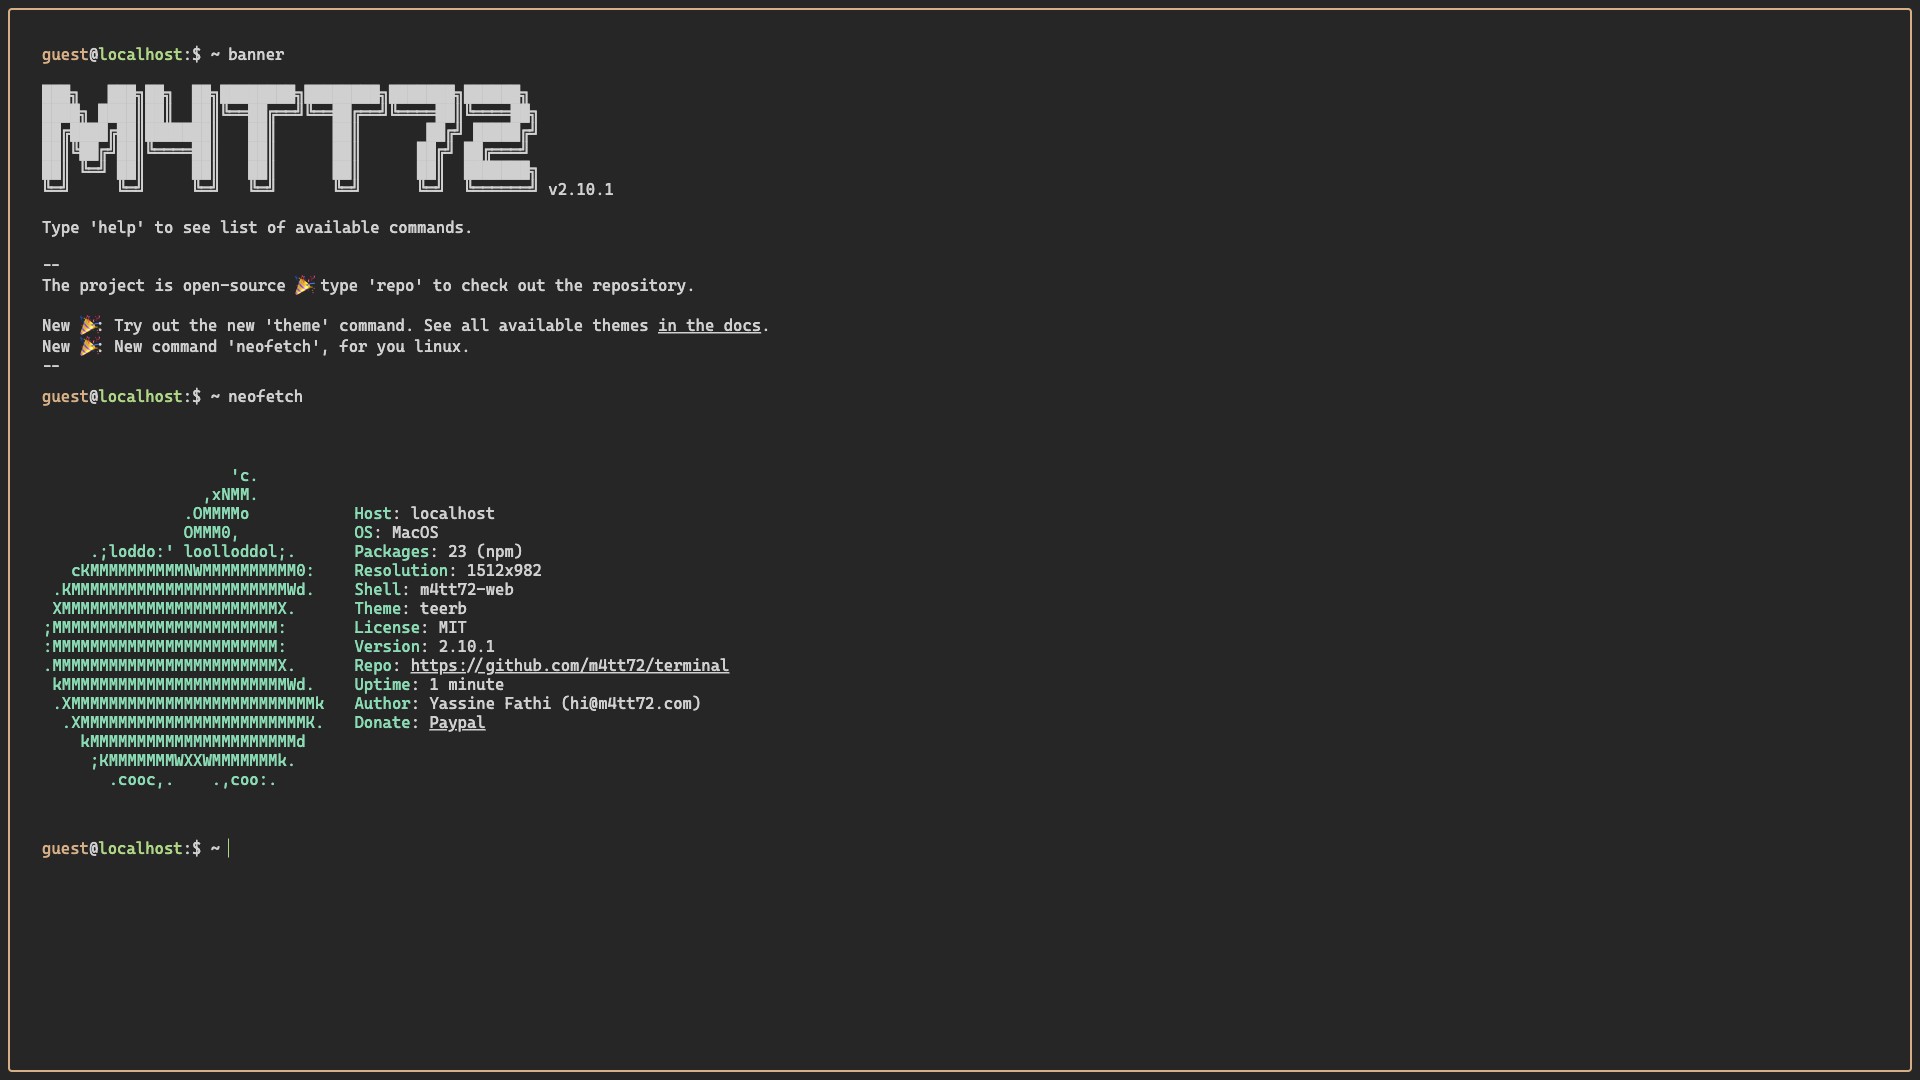 guest@localhost:$ ~ banner
M4TT72 v2.10.1
Type 'help' to see list of available commands.
--
The project is open-source 🎉 type 'repo' to check out the repository.
New 🎉: Try out the new 'theme' command. See all available themes in the docs.
New 🎉: New command 'neofetch', for you linux.
--
guest@localhost:$ ~ neofetch
'c.
,xNMM.
.OMMMMo Host: localhost
OMMM0, OS: MacOS
.;loddo:' loolloddol;. Packages: 23 (npm)
cKMMMMMMMMMMNWMMMMMMMMMM0: Resolution: 1512x982
.KMMMMMMMMMMMMMMMMMMMMMMMWd. Shell: m4tt72-web
XMMMMMMMMMMMMMMMMMMMMMMMX. Theme: teerb
;MMMMMMMMMMMMMMMMMMMMMMMM: License: MIT
:MMMMMMMMMMMMMMMMMMMMMMMM: Version: 2.10.1
.MMMMMMMMMMMMMMMMMMMMMMMMX. Repo: https://github.com/m4tt72/terminal
kMMMMMMMMMMMMMMMMMMMMMMMMWd. Uptime: 1 minute
.XMMMMMMMMMMMMMMMMMMMMMMMMMMk Author: Yassine Fathi (hi@m4tt72.com)
.XMMMMMMMMMMMMMMMMMMMMMMMMK. Donate: Paypal
kMMMMMMMMMMMMMMMMMMMMMMd
;KMMMMMMMWXXWMMMMMMMk.
.cooc,. .,coo:.
guest@localhost:$ ~